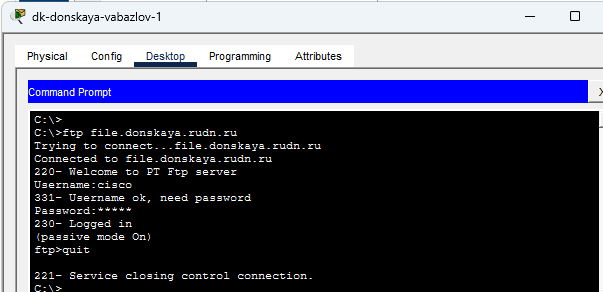 dk-donskaya-vabazlov-1
Physical Config Desktop Programming Attributes
Command Prompt X
C:\>
C:\>ftp file.donskaya.rudn.ru
Trying to connect...file.donskaya.rudn.ru
Connected to file.donskaya.rudn.ru
220- Welcome to PT Ftp server
Username:cisco
331- Username ok, need password
Password:*****
230- Logged in
(passive mode On)
ftp>quit
221- Service closing control connection.
C:\>